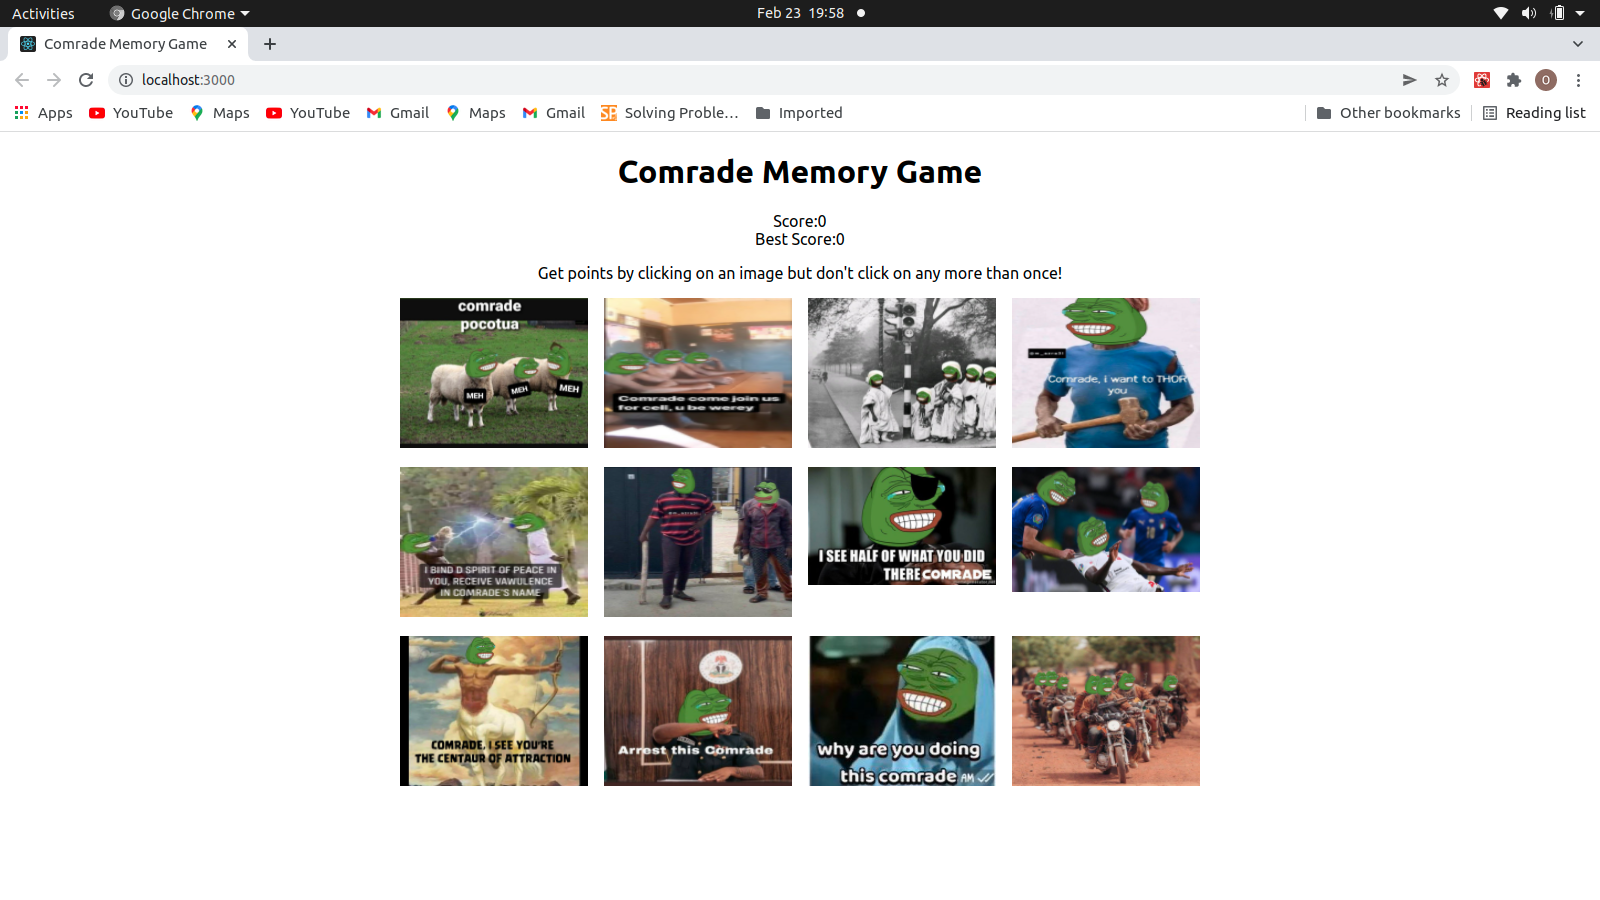 Activities
Google Chrome
Feb 23 19:58
Comrade Memory Game
localhost:3000
O
Apps
YouTube
Maps
YouTube
Gmail
Maps
Gmail
SP
Solving Proble…
Imported
Other bookmarks
Reading list
Comrade Memory Game
Score:0
Best Score:0
Get points by clicking on an image but don't click on any more than once!
comrade
pocotua
MEH
MEH
MEH
Comrade come join us
for cell, u be werey
Comrade, i want to THOR
you
I BIND D SPIRIT OF PEACE IN
YOU, RECEIVE VAWULENCE
IN COMRADE'S NAME
I SEE HALF OF WHAT YOU DID
THERE COMRADE
COMRADE, I SEE YOU'RE
THE CENTAUR OF ATTRACTION
Arrest this Comrade
why are you doing
this comrade AM